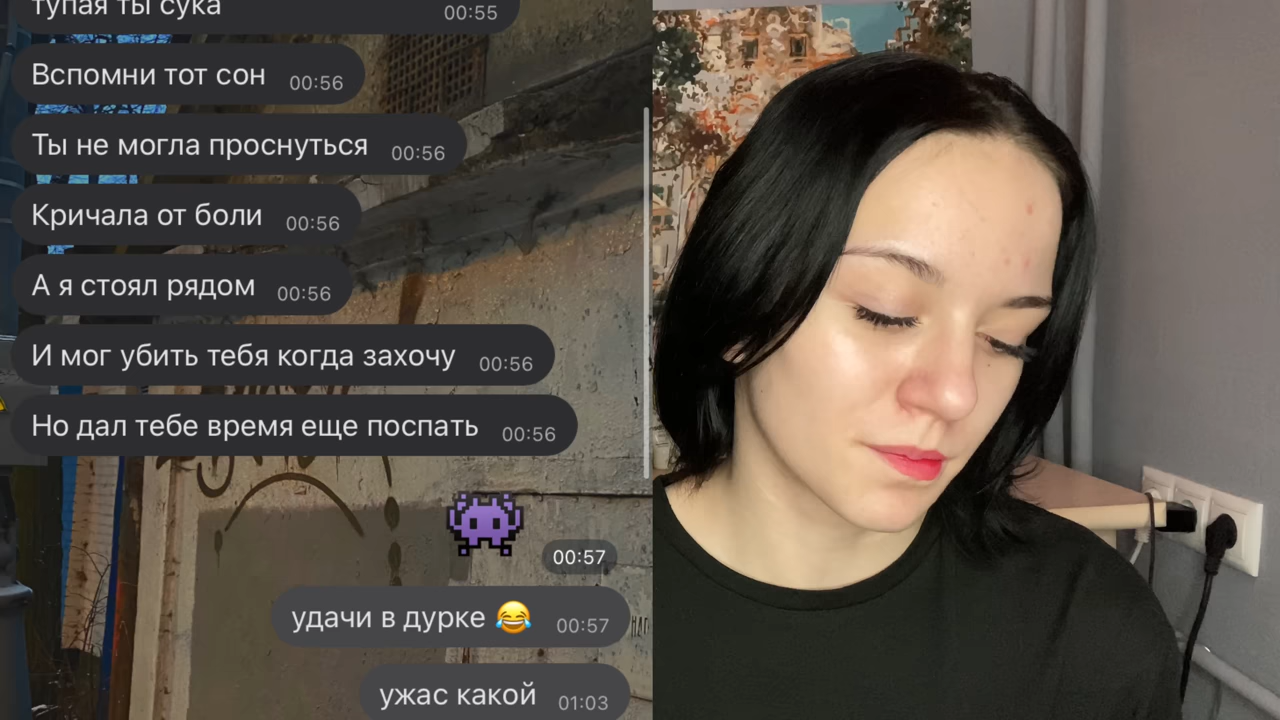 тупая ты сука 00:55
Вспомни тот сон 00:56
Ты не могла проснуться 00:56
Кричала от боли 00:56
А я стоял рядом 00:56
И мог убить тебя когда захочу 00:56
Но дал тебе время еще поспать 00:56
00:57
удачи в дурке 😂 00:57
ужас какой 01:03